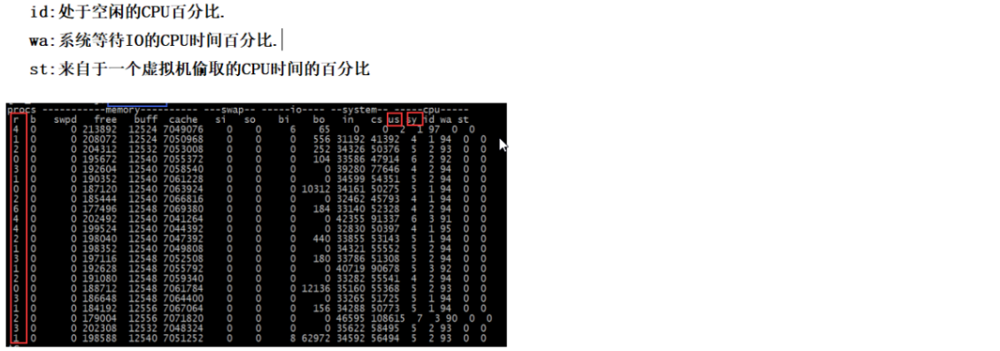 id:处于空闲的CPU百分比.
wa:系统等待IO的CPU时间百分比.
st:来自于一个虚拟机偷取的CPU时间的百分比
procs -----------memory---------- ---swap-- -----io---- --system-- -----cpu-----
r b swpd free buff cache si so bi bo in cs us sy id wa st
4 0 0 213892 12524 7049076 0 0 6 65 0 0 2 1 97 0 0
1 0 0 208072 12524 7050968 0 0 0 556 31192 41392 4 1 94 0 0
2 0 0 204312 12532 7053008 0 0 0 252 34326 50376 5 2 93 0 0
0 0 0 195672 12540 7055372 0 0 0 104 33586 47914 6 2 92 0 0
3 0 0 192604 12540 7058540 0 0 0 0 39280 77646 4 2 94 0 0
1 0 0 190352 12540 7061228 0 0 0 0 34599 54351 5 2 94 0 0
0 0 0 187120 12540 7063924 0 0 0 10312 34161 50275 5 1 94 0 0
2 0 0 185444 12540 7066816 0 0 0 0 32462 45793 4 1 94 0 0
6 0 0 177496 12548 7069380 0 0 0 184 33140 52328 4 2 94 0 0
4 0 0 202492 12540 7041264 0 0 0 0 42355 91337 6 3 91 0 0
4 0 0 199524 12540 7044392 0 0 0 0 32830 50397 4 1 95 0 0
2 0 0 198040 12540 7047392 0 0 0 440 33855 53143 5 1 94 0 0
1 0 0 198352 12540 7049808 0 0 0 0 34321 55552 5 2 94 0 0
3 0 0 197116 12548 7052508 0 0 0 180 33786 51308 5 2 94 0 0
1 0 0 192628 12548 7055792 0 0 0 0 40719 90678 5 3 92 0 0
2 0 0 191080 12548 7059340 0 0 0 0 33282 55541 4 2 94 0 0
0 0 0 188712 12548 7061784 0 0 0 12136 35160 55368 5 2 93 0 0
3 0 0 186648 12548 7064400 0 0 0 0 33265 51725 5 1 94 0 0
1 0 0 184192 12556 7067064 0 0 0 156 34288 50773 5 1 94 0 0
2 0 0 179004 12556 7071820 0 0 0 0 46595 108615 7 3 90 0 0
3 0 0 202308 12532 7048324 0 0 0 0 35622 58495 5 2 93 0 0
1 0 0 198588 12540 7051252 0 0 8 62972 34592 56494 5 2 93 0 0